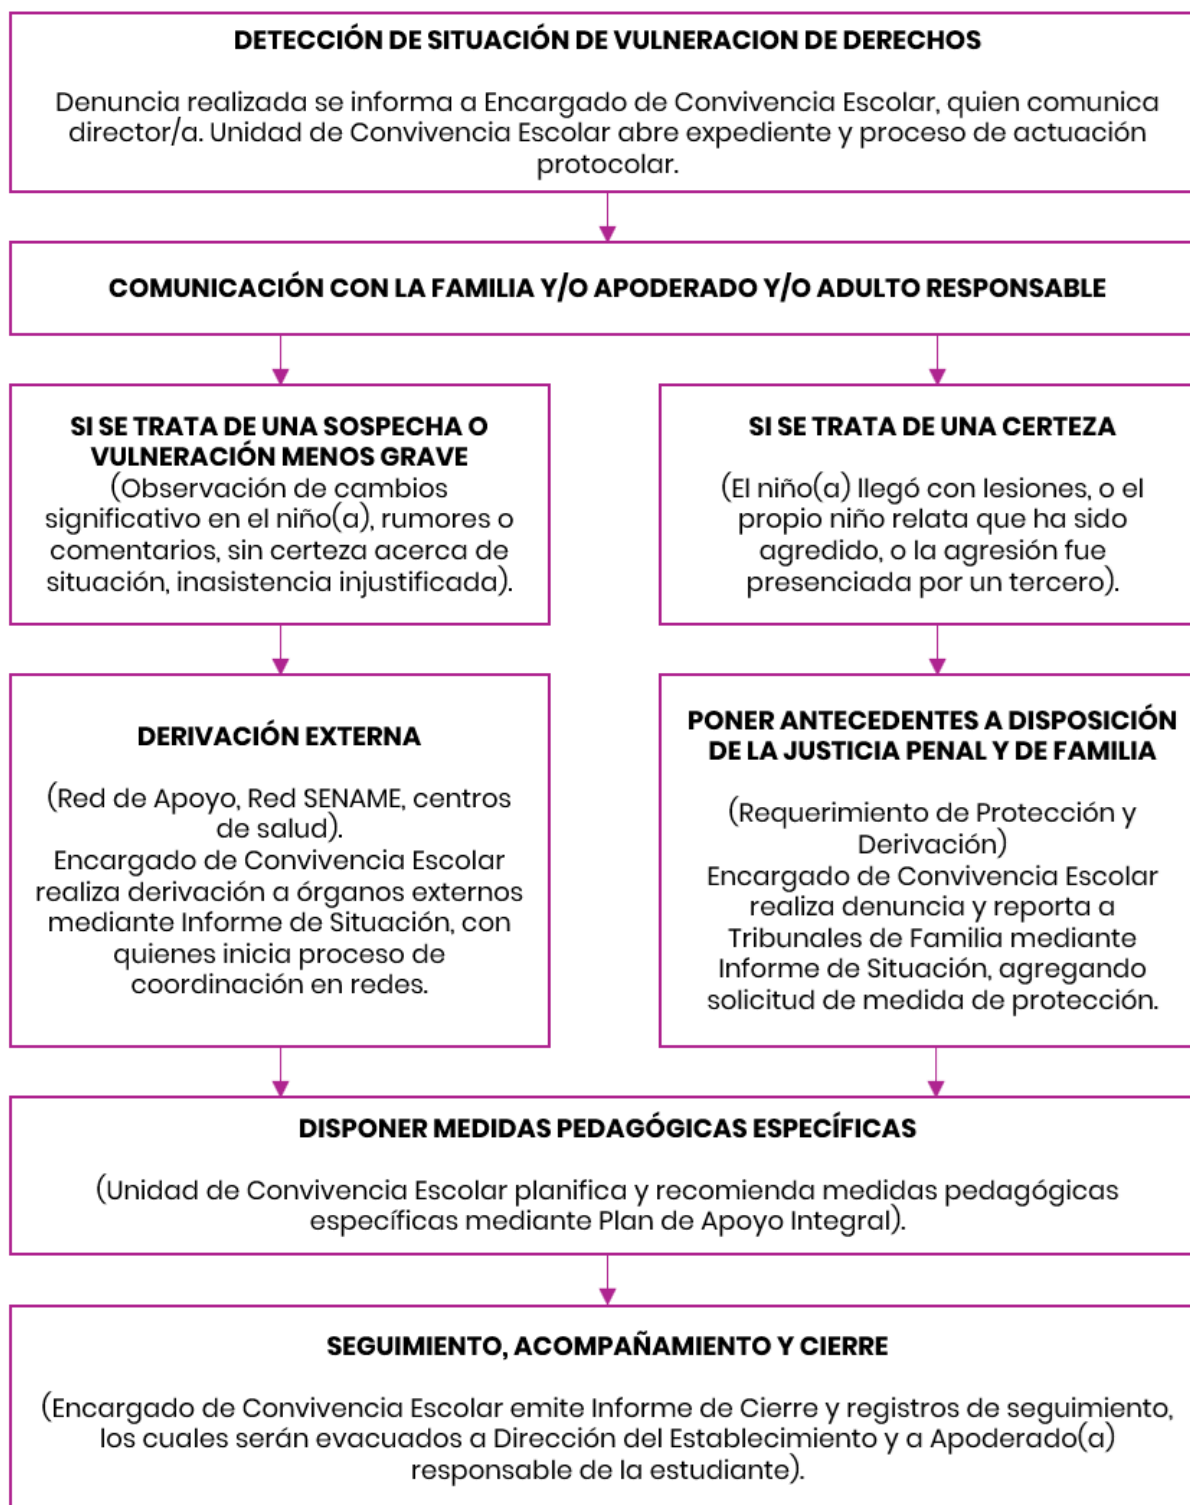 DETECCIÓN DE SITUACIÓN DE VULNERACION DE DERECHOS
Denuncia realizada se informa a Encargado de Convivencia Escolar, quien comunica
director/a. Unidad de Convivencia Escolar abre expediente y proceso de actuación
protocolar.
COMUNICACIÓN CON LA FAMILIA Y/O APODERADO Y/O ADULTO RESPONSABLE
SI SE TRATA DE UNA SOSPECHA O
VULNERACIÓN MENOS GRAVE
(Observación de cambios
significativo en el niño(a), rumores o
comentarios, sin certeza acerca de
situación, inasistencia injustificada).
SI SE TRATA DE UNA CERTEZA
(El niño(a) llegó con lesiones, o el
propio niño relata que ha sido
agredido, o la agresión fue
presenciada por un tercero).
DERIVACIÓN EXTERNA
(Red de Apoyo, Red SENAME, centros
de salud).
Encargado de Convivencia Escolar
realiza derivación a órganos externos
mediante Informe de Situación, con
quienes inicia proceso de
coordinación en redes.
PONER ANTECEDENTES A DISPOSICIÓN
DE LA JUSTICIA PENAL Y DE FAMILIA
(Requerimiento de Protección y
Derivación)
Encargado de Convivencia Escolar
realiza denuncia y reporta a
Tribunales de Familia mediante
Informe de Situación, agregando
solicitud de medida de protección.
DISPONER MEDIDAS PEDAGÓGICAS ESPECÍFICAS
(Unidad de Convivencia Escolar planifica y recomienda medidas pedagógicas
específicas mediante Plan de Apoyo Integral).
SEGUIMIENTO, ACOMPAÑAMIENTO Y CIERRE
(Encargado de Convivencia Escolar emite Informe de Cierre y registros de seguimiento,
los cuales serán evacuados a Dirección del Establecimiento y a Apoderado(a)
responsable de la estudiante).